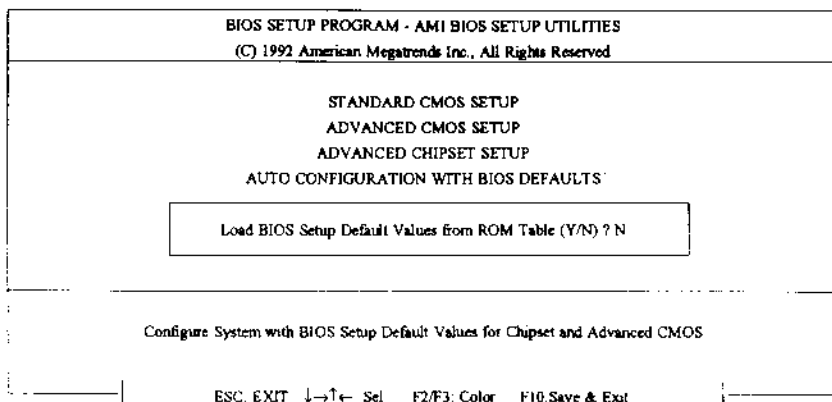 BIOS SETUP PROGRAM - AMI BIOS SETUP UTILITIES
(C) 1992 American Megatrends Inc., All Rights Reserved
STANDARD CMOS SETUP
ADVANCED CMOS SETUP
ADVANCED CHIPSET SETUP
AUTO CONFIGURATION WITH BIOS DEFAULTS
Load BIOS Setup Default Values from ROM Table (Y/N) ? N
Configure System with BIOS Setup Default Values for Chipset and Advanced CMOS
ESC. EXIT ↓→↑← Sel F2/F3: Color F10.Save & Exit